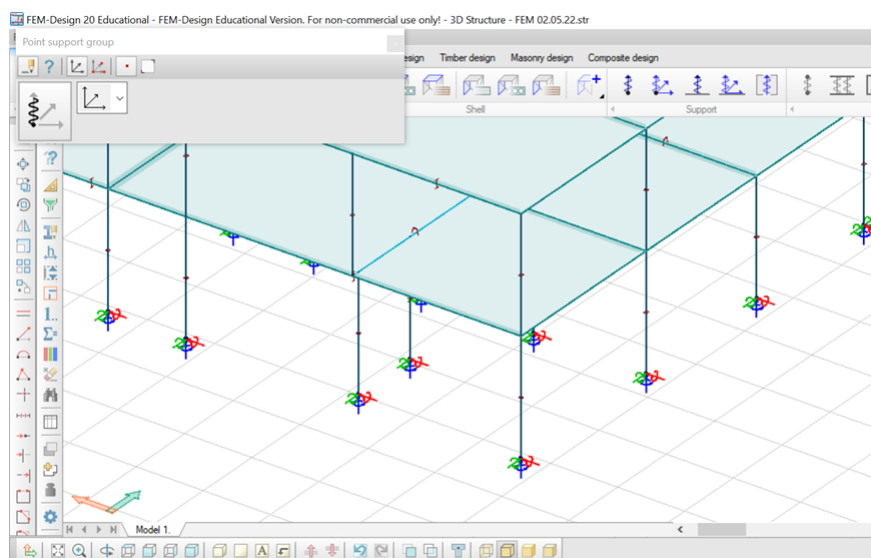 FEM-Design 20 Educational - FEM-Design Educational Version. For non-commercial use only! - 3D Structure - FEM 02.05.22.str
Point support group
esign Timber design Masonry design Composite design
Shell Support
Model 1.